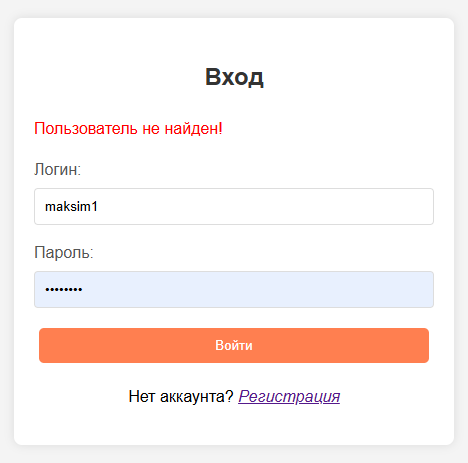 Вход
Пользователь не найден!
Логин:
maksim1
Пароль:
••••••••
Войти
Нет аккаунта? Регистрация